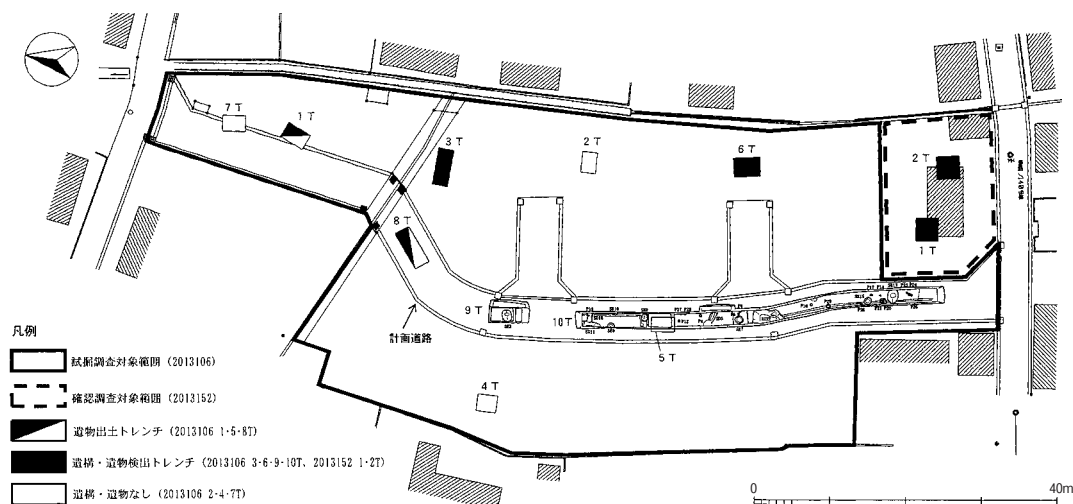 7T
1T
3T
2T
6T
2T
1T
8T
9T
10T
5T
4T
計画道路
凡例
試掘調査対象範囲 (2013106)
確認調査対象範囲 (2013152)
遺物出土トレンチ (2013106 1・5・8T)
遺構・遺物検出トレンチ (2013106 3・6・9・10T、2013152 1・2T)
遺構・遺物なし (2013106 2・4・7T)
0 40m